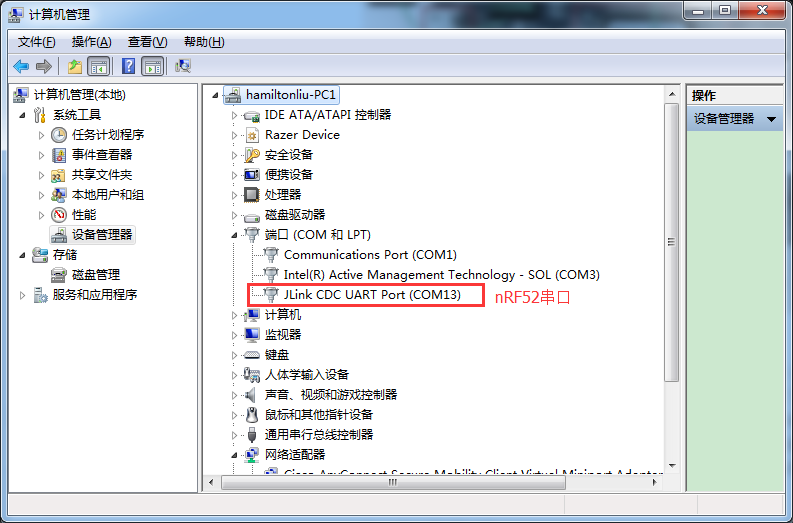 计算机管理
文件(F) 操作(A) 查看(V) 帮助(H)
计算机管理(本地)
系统工具
任务计划程序
事件查看器
共享文件夹
本地用户和组
性能
设备管理器
存储
磁盘管理
服务和应用程序
hamiltonliu-PC1
IDE ATA/ATAPI 控制器
Razer Device
安全设备
便携设备
处理器
磁盘驱动器
端口 (COM 和 LPT)
Communications Port (COM1)
Intel(R) Active Management Technology - SOL (COM3)
JLink CDC UART Port (COM13)
nRF52串口
计算机
监视器
键盘
人体学输入设备
声音、视频和游戏控制器
鼠标和其他指针设备
通用串行总线控制器
网络适配器
Cisco AnyConnect Secure Mobility Client Virtual Miniport Adapter
操作
设备管理器